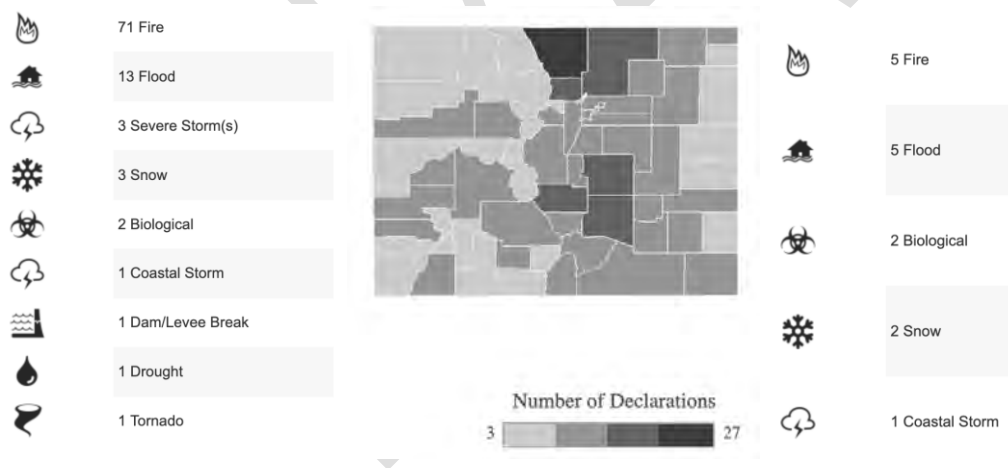 71 Fire
13 Flood
3 Severe Storm(s)
3 Snow
2 Biological
1 Coastal Storm
1 Dam/Levee Break
1 Drought
1 Tornado
Number of Declarations
3
27
5 Fire
5 Flood
2 Biological
2 Snow
1 Coastal Storm